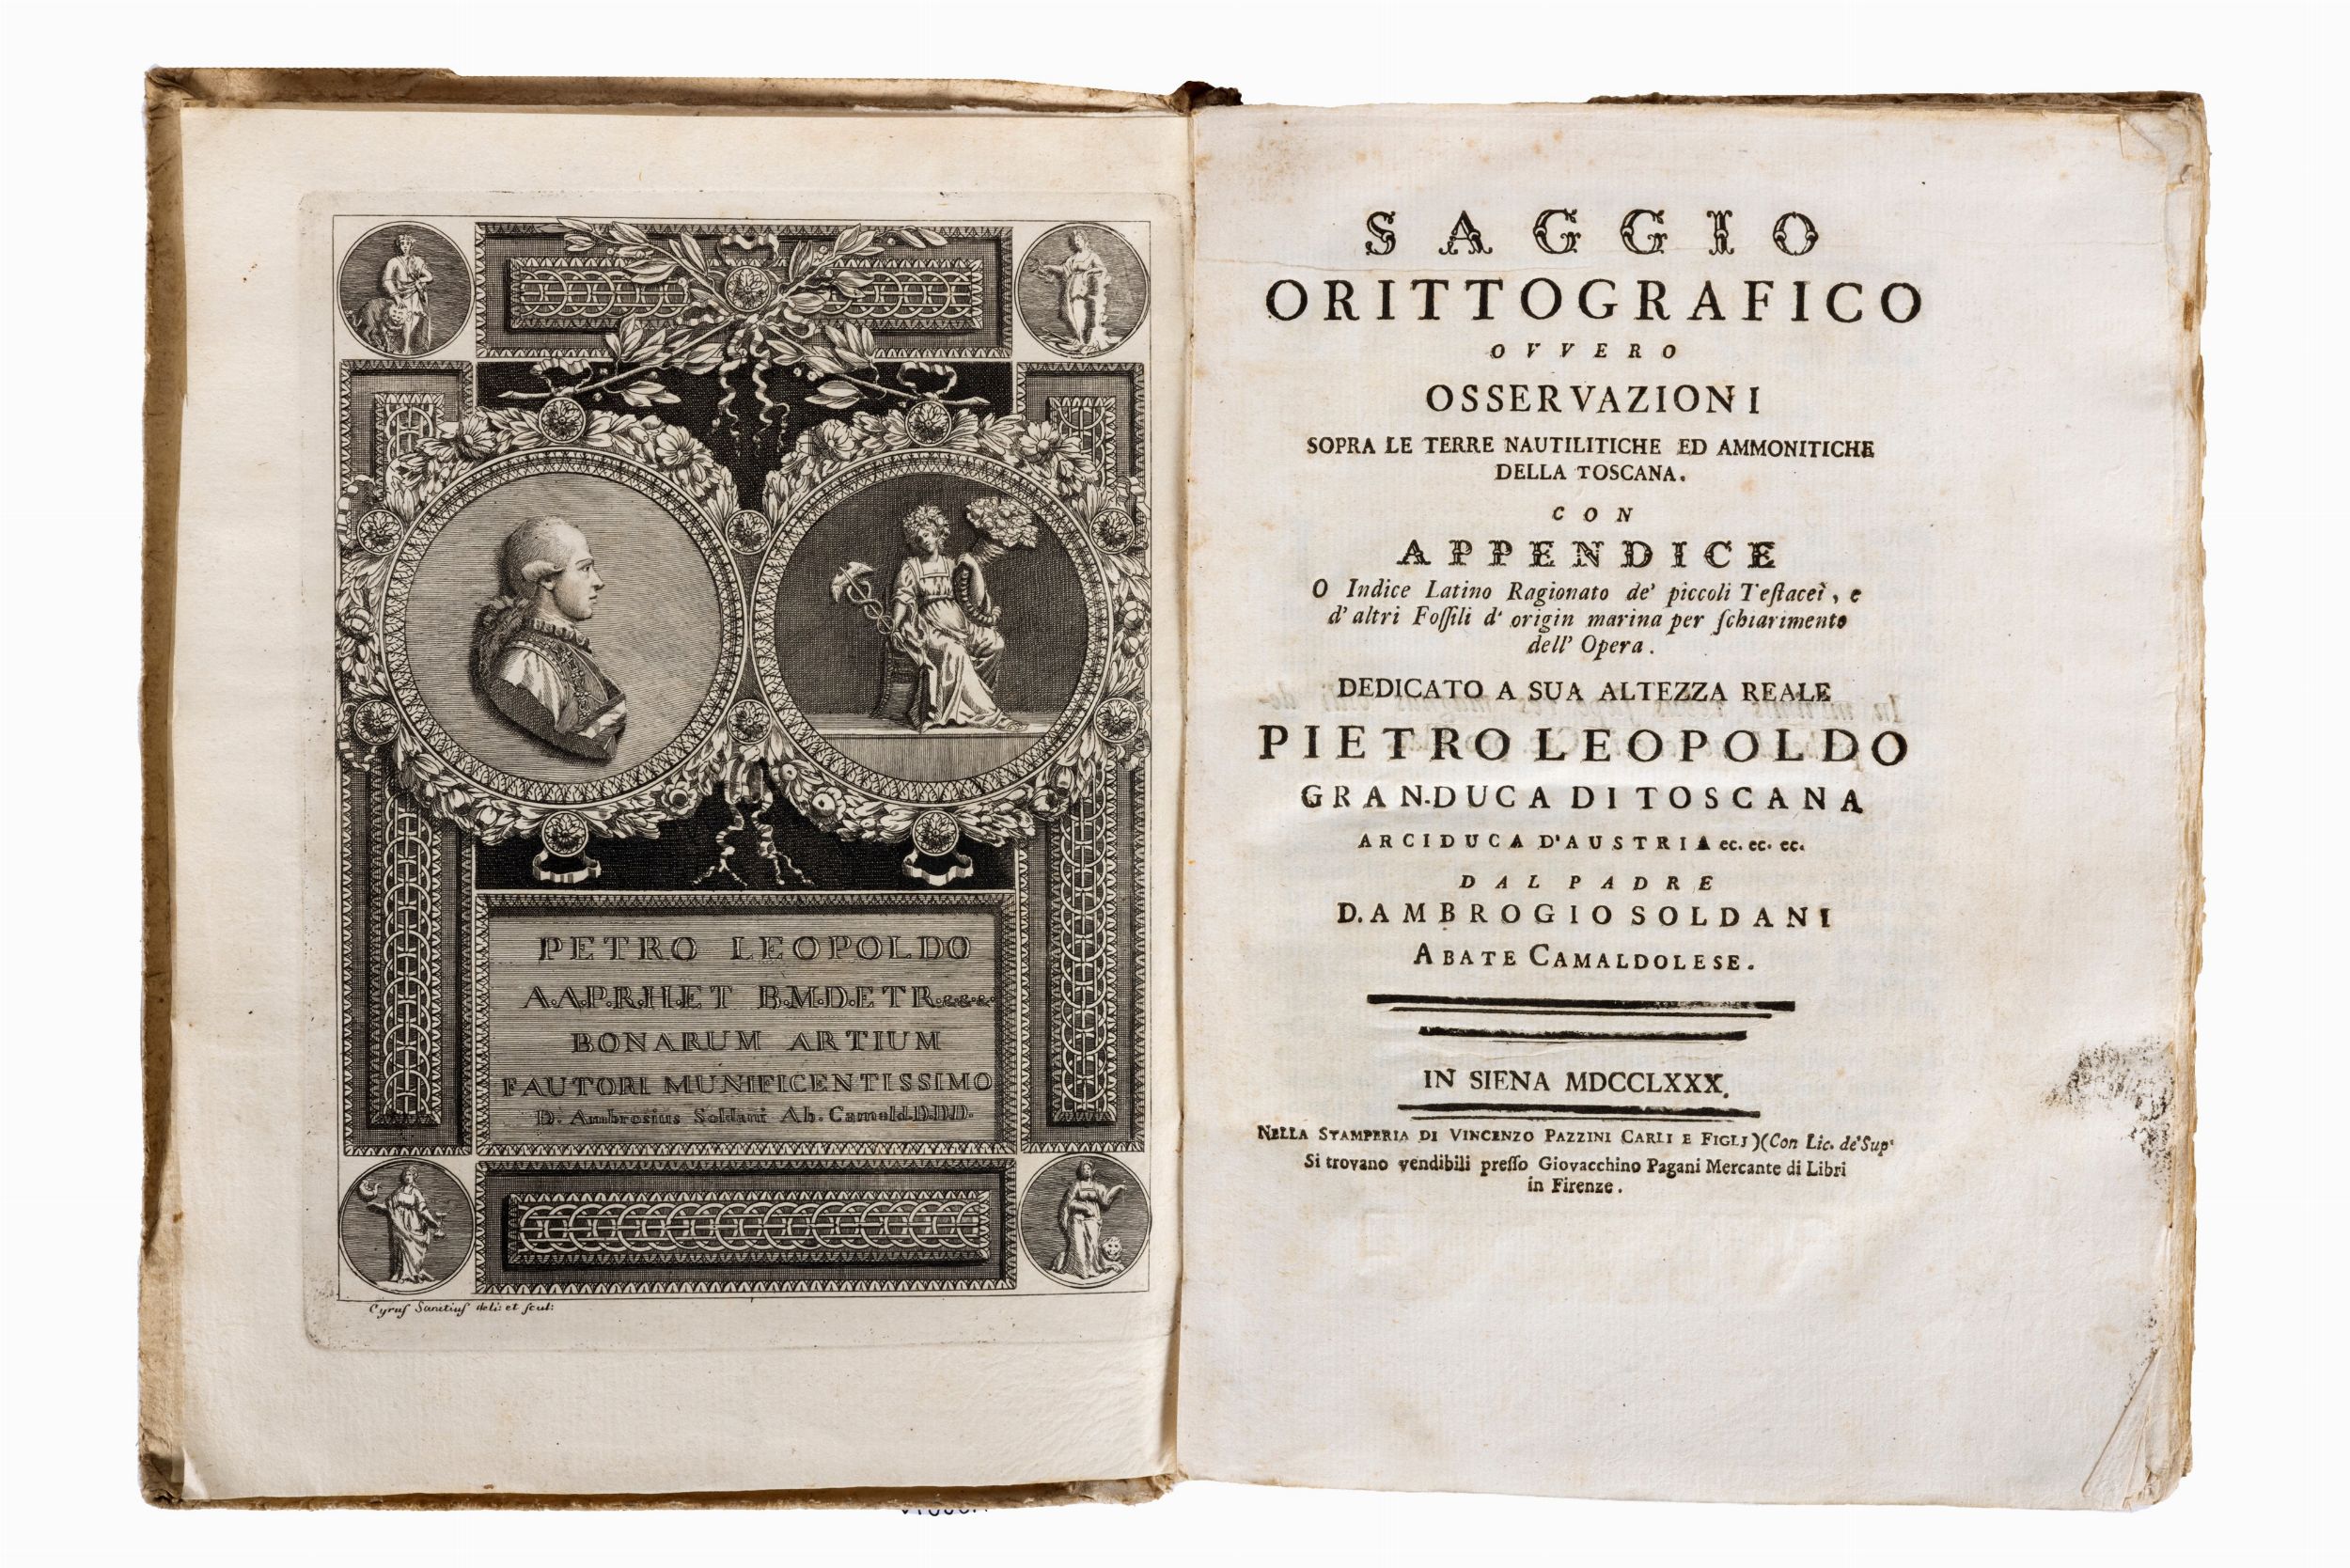 PETRO LEOPOLDO
A.A.P.R.H.ET B.M.D.ETR.&.&.&.
BONARUM ARTIUM
FAUTORI MUNIFICENTISSIMO
D. Ambrosius Soldani Ab. Camald.D.D.D.
Cyruſ Sanctiuſ deli: et ſcul:
SAGGIO
ORITTOGRAFICO
OVVERO
OSSERVAZIONI
SOPRA LE TERRE NAUTILITICHE ED AMMONITICHE
DELLA TOSCANA.
CON
APPENDICE
O Indice Latino Ragionato de' piccoli Teſtacei, e
d'altri Foſſili d' origin marina per ſchiarimento
dell' Opera.
DEDICATO A SUA ALTEZZA REALE
PIETRO LEOPOLDO
GRAN-DUCA DI TOSCANA
ARCIDUCA D'AUSTRIA ec. ec. ec.
DAL PADRE
D. AMBROGIO SOLDANI
ABATE CAMALDOLESE.
IN SIENA MDCCLXXX.
NELLA STAMPERIA DI VINCENZO PAZZINI CARLI E FIGLJ )( Con Lic. de' Sup.
Si trovano vendibili preſſo Giovacchino Pagani Mercante di Libri
in Firenze.